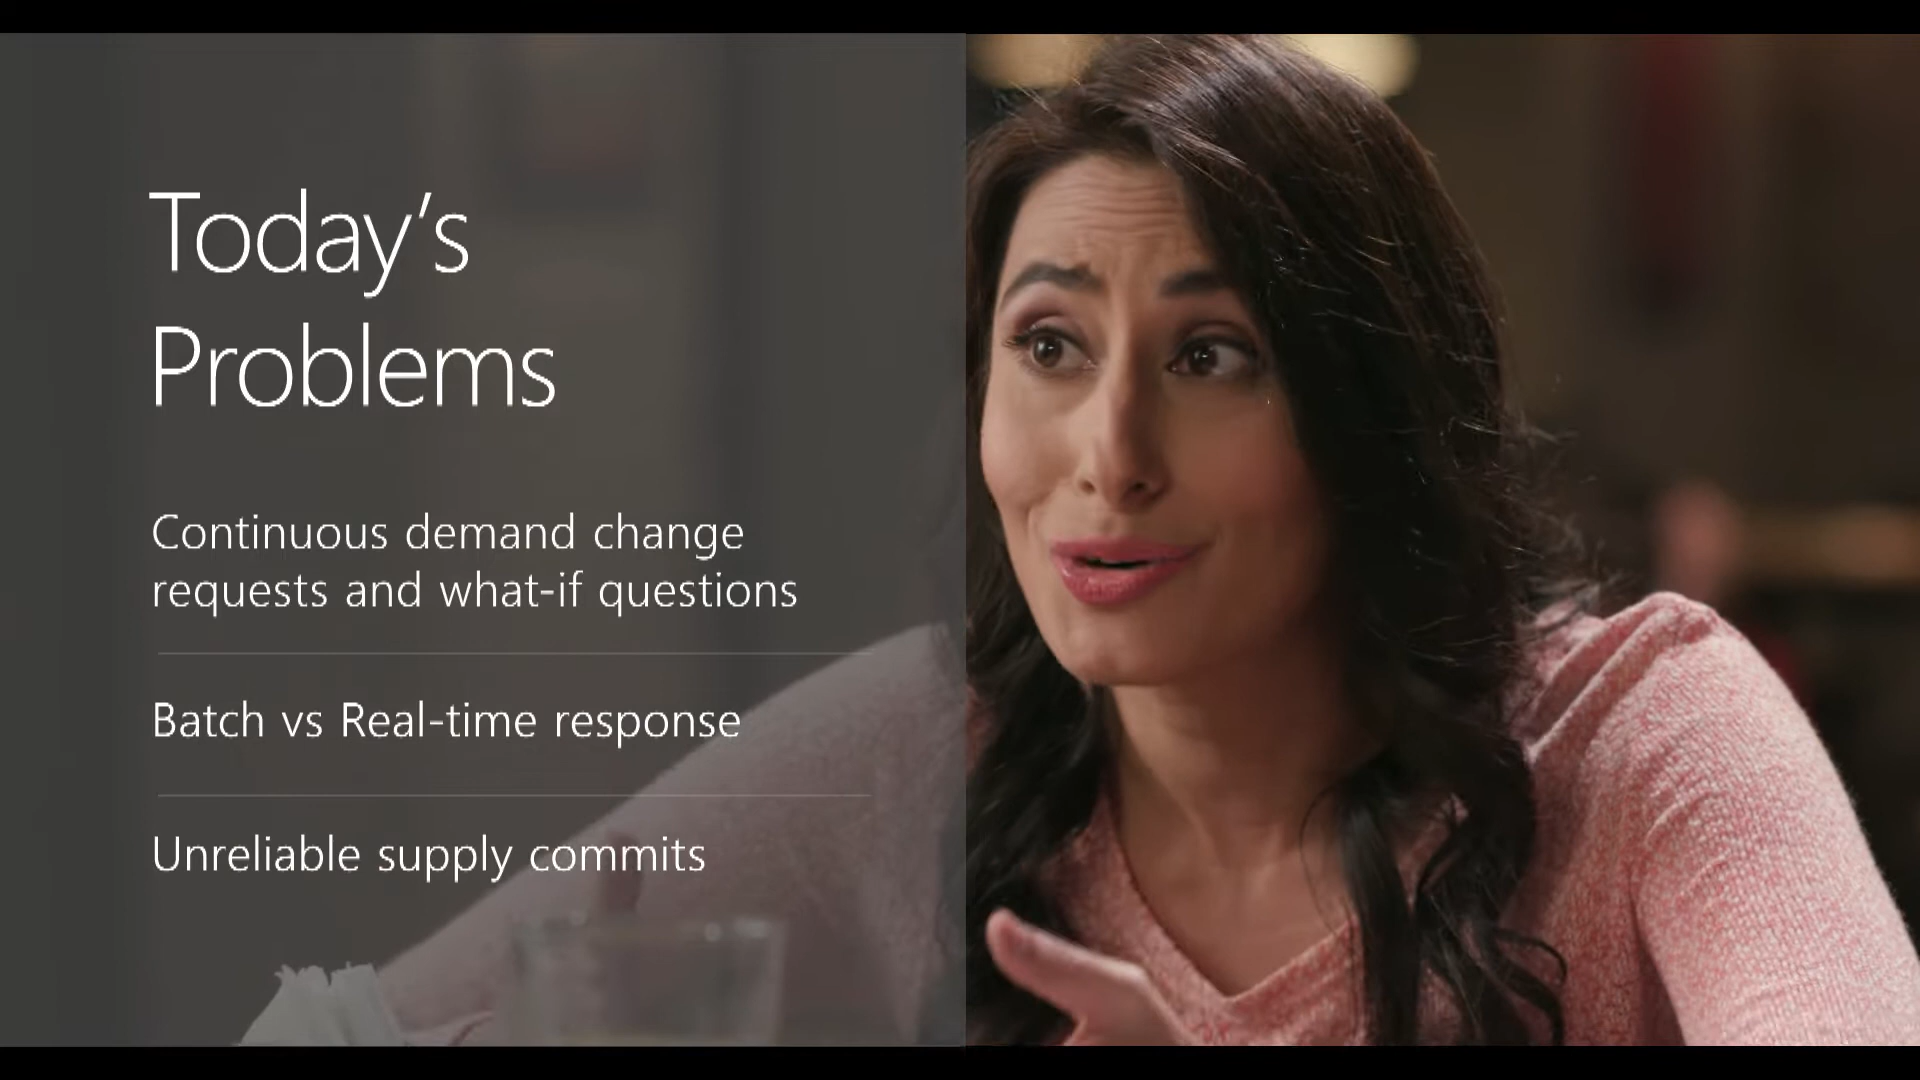 Today’s
Problems
Continuous demand change
requests and what-if questions
Batch vs Real-time response
Unreliable supply commits